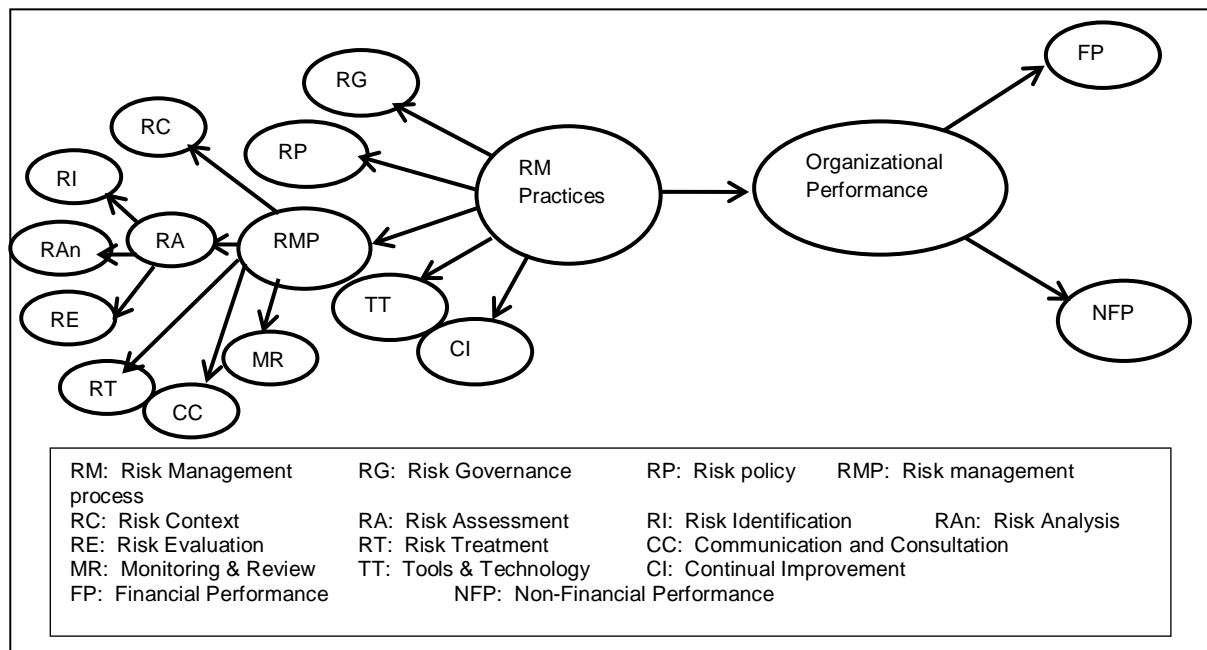 FP
RG
RC
RP
RM
Practices
Organizational
Performance
RI
RA
RMP
RAn
TT
NFP
RE
CI
MR
RT
CC
RM: Risk Management RG: Risk Governance RP: Risk policy RMP: Risk management
process
RC: Risk Context RA: Risk Assessment RI: Risk Identification RAn: Risk Analysis
RE: Risk Evaluation RT: Risk Treatment CC: Communication and Consultation
MR: Monitoring & Review TT: Tools & Technology CI: Continual Improvement
FP: Financial Performance NFP: Non-Financial Performance